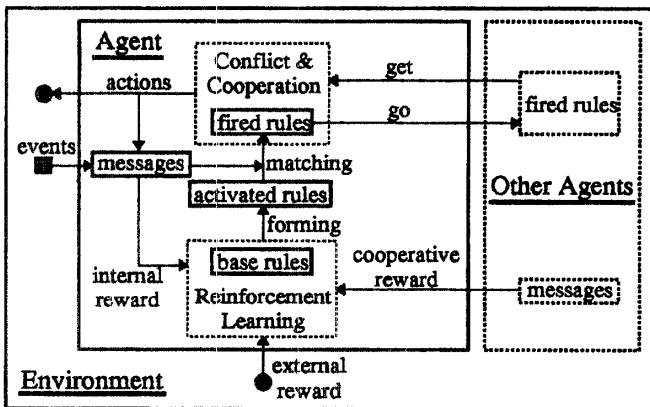 Agent
Conflict &
Cooperation
get
actions
fired rules
fired rules
go
events
messages
matching
activated rules
Other Agents
forming
base rules
cooperative
reward
internal
reward
Reinforcement
Learning
messages
external
reward
Environment